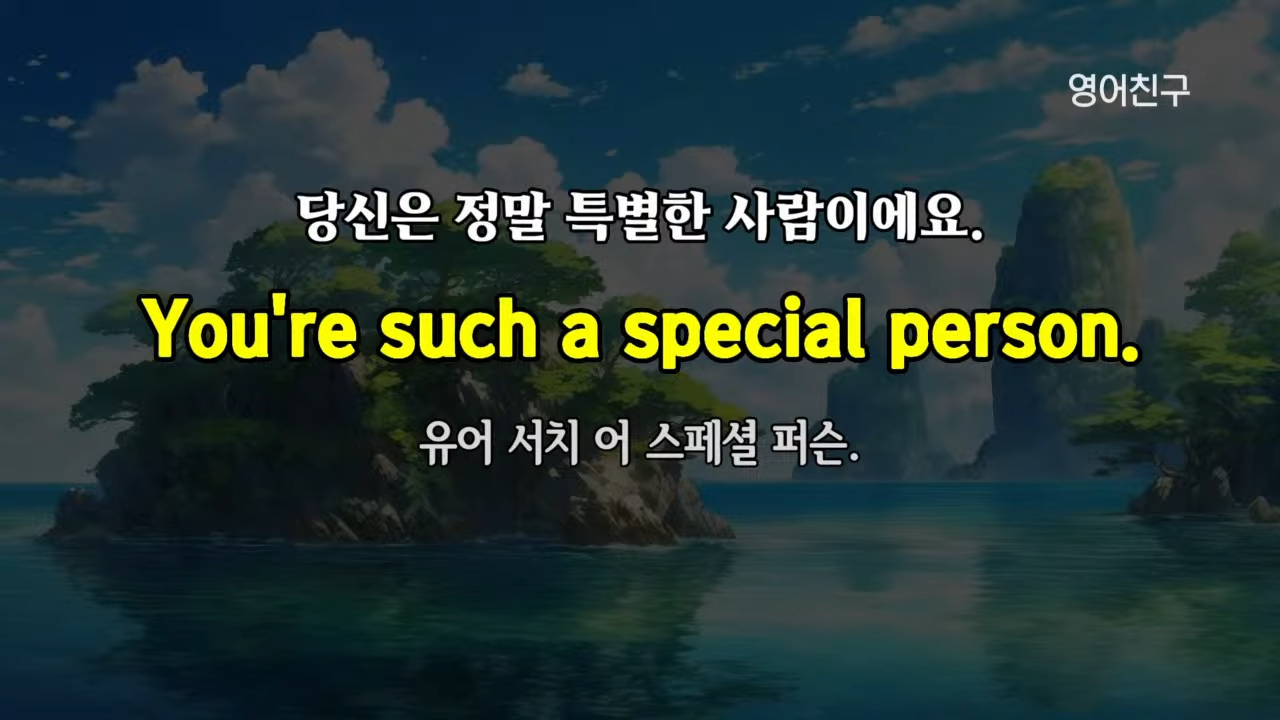 영어친구
당신은 정말 특별한 사람이에요.
You're such a special person.
유어 서치 어 스페셜 퍼슨.